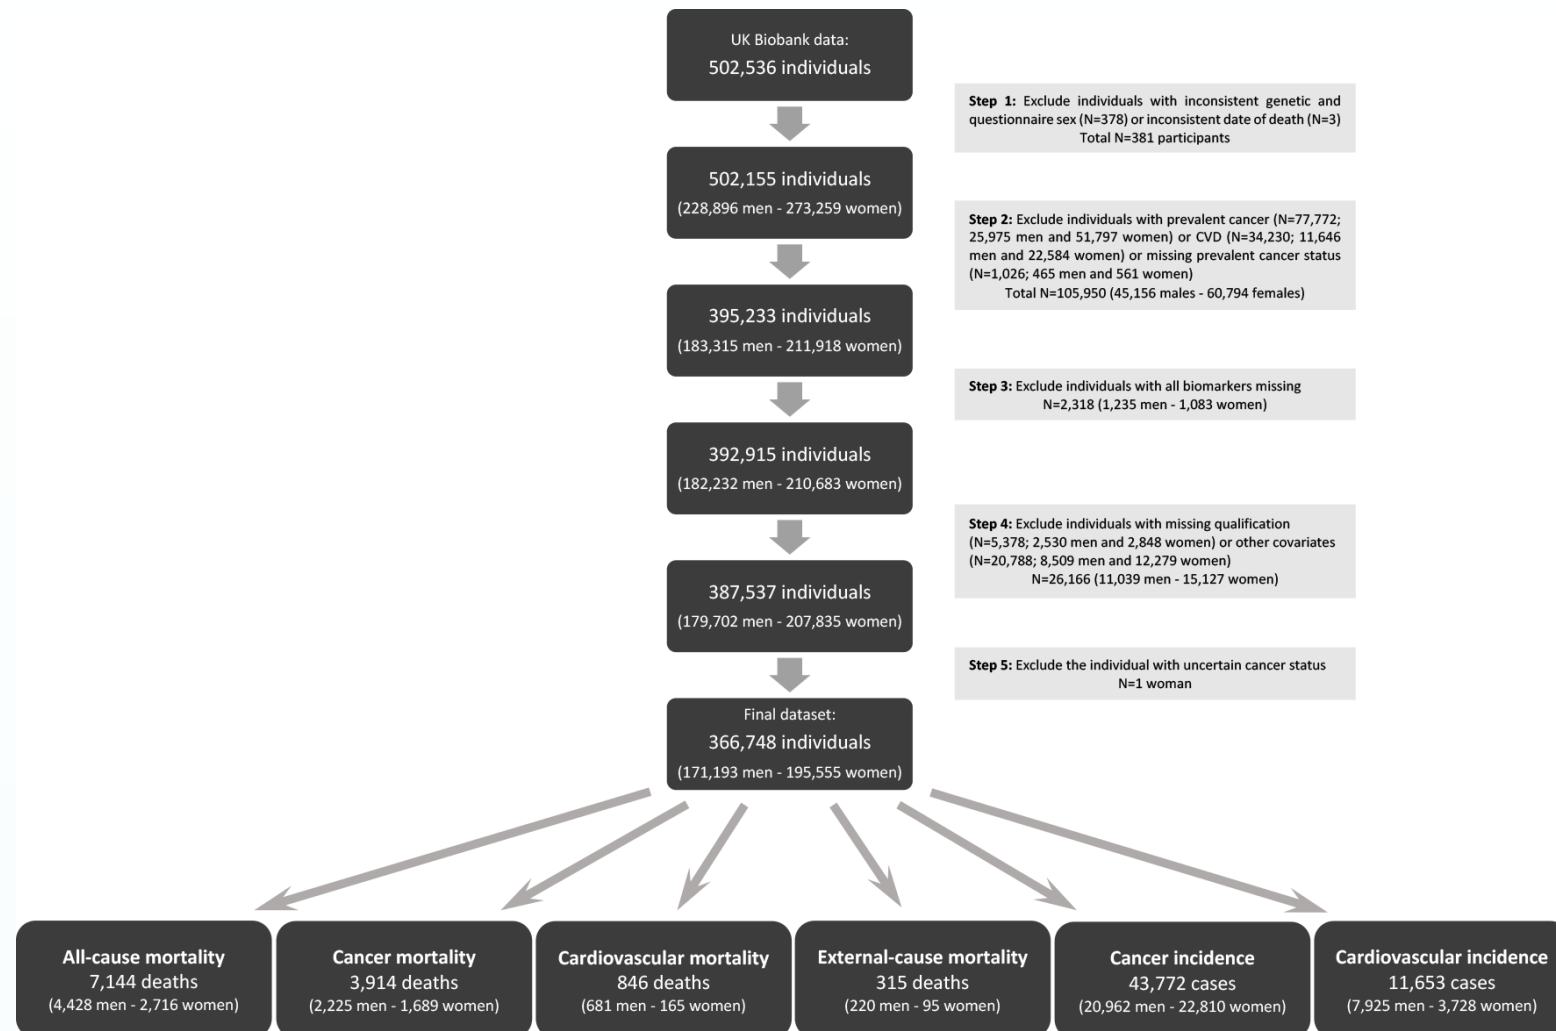 UK Biobank data:
502,536 individuals
Step 1: Exclude individuals with inconsistent genetic and
questionnaire sex (N=378) or inconsistent date of death (N=3)
Total N=381 participants
502,155 individuals
(228,896 men - 273,259 women)
Step 2: Exclude individuals with prevalent cancer (N=77,772;
25,975 men and 51,797 women) or CVD (N=34,230; 11,646
men and 22,584 women) or missing prevalent cancer status
(N=1,026; 465 men and 561 women)
Total N=105,950 (45,156 males - 60,794 females)
395,233 individuals
(183,315 men - 211,918 women)
Step 3: Exclude individuals with all biomarkers missing
N=2,318 (1,235 men - 1,083 women)
392,915 individuals
(182,232 men - 210,683 women)
Step 4: Exclude individuals with missing qualification
(N=5,378; 2,530 men and 2,848 women) or other covariates
(N=20,788; 8,509 men and 12,279 women)
N=26,166 (11,039 men - 15,127 women)
387,537 individuals
(179,702 men - 207,835 women)
Step 5: Exclude the individual with uncertain cancer status
N=1 woman
Final dataset:
366,748 individuals
(171,193 men - 195,555 women)
All-cause mortality
7,144 deaths
(4,428 men - 2,716 women)
Cancer mortality
3,914 deaths
(2,225 men - 1,689 women)
Cardiovascular mortality
846 deaths
(681 men - 165 women)
External-cause mortality
315 deaths
(220 men - 95 women)
Cancer incidence
43,772 cases
(20,962 men - 22,810 women)
Cardiovascular incidence
11,653 cases
(7,925 men - 3,728 women)